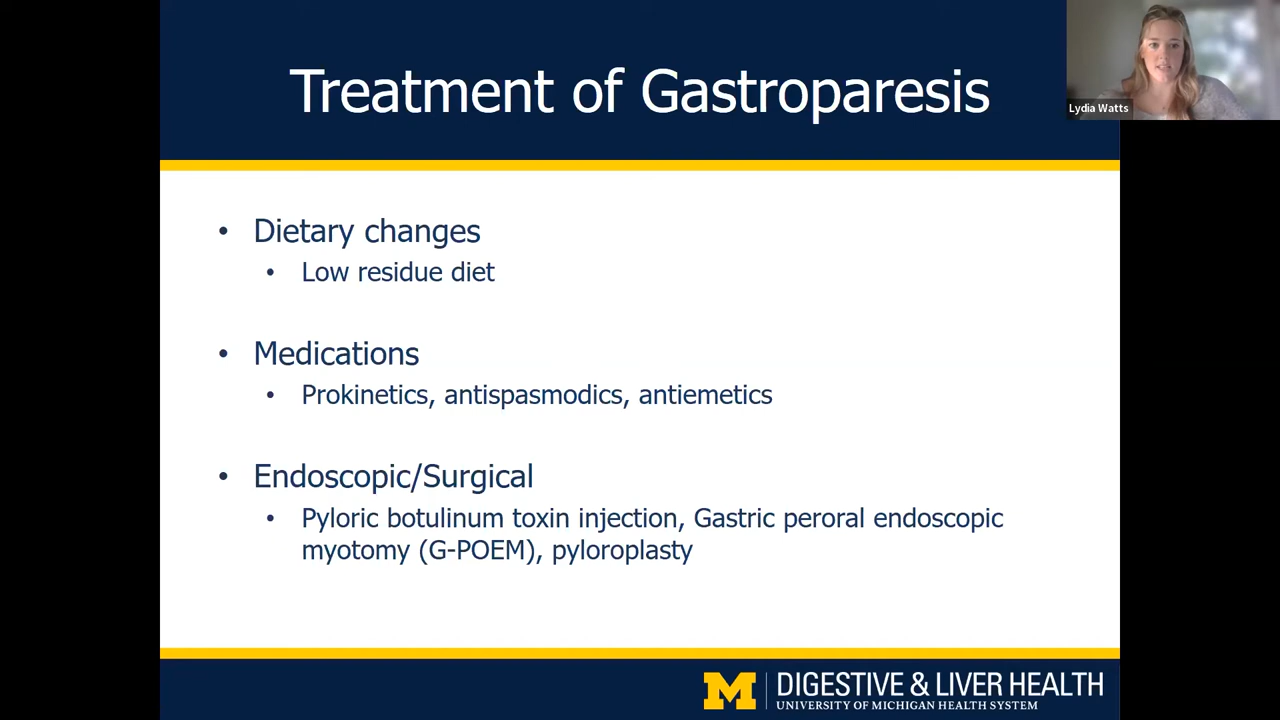 Treatment of Gastroparesis
Lydia Watts
• Dietary changes
• Low residue diet
• Medications
• Prokinetics, antispasmodics, antiemetics
• Endoscopic/Surgical
• Pyloric botulinum toxin injection, Gastric peroral endoscopic
myotomy (G-POEM), pyloroplasty
M
DIGESTIVE & LIVER HEALTH
UNIVERSITY OF MICHIGAN HEALTH SYSTEM